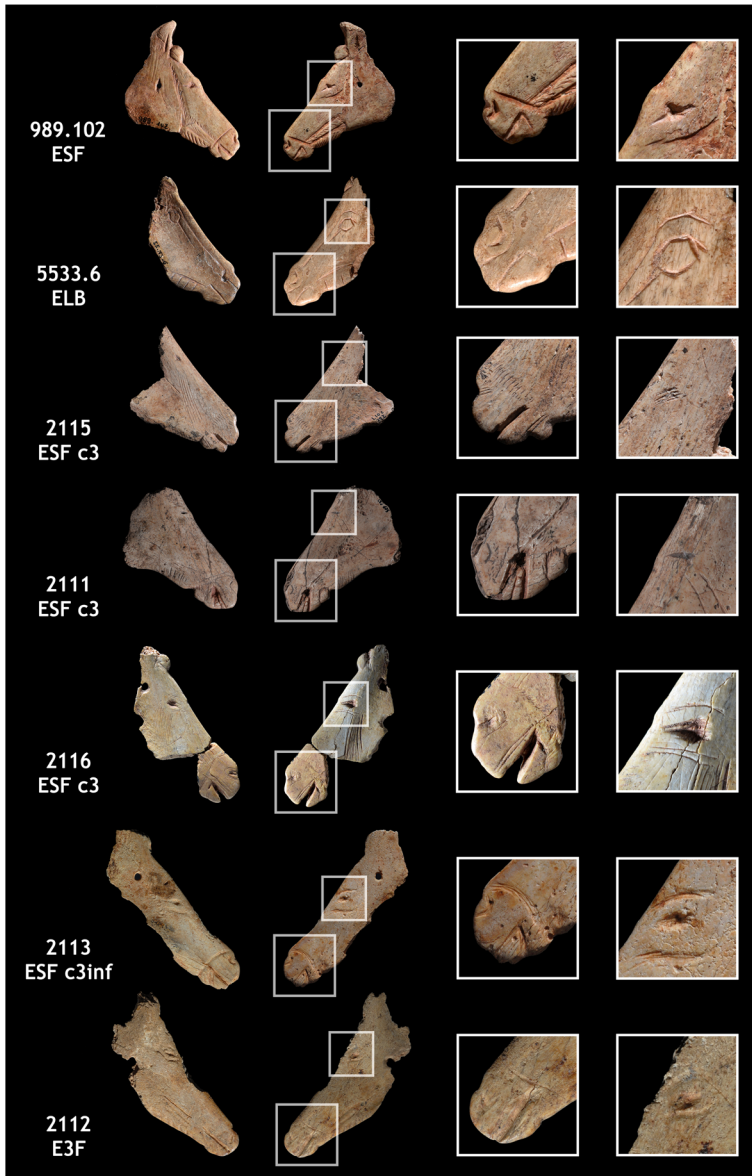 989.102
ESF
5533.6
ELB
2115
ESF c3
2111
ESF c3
2116
ESF c3
2113
ESF c3inf
2112
E3F